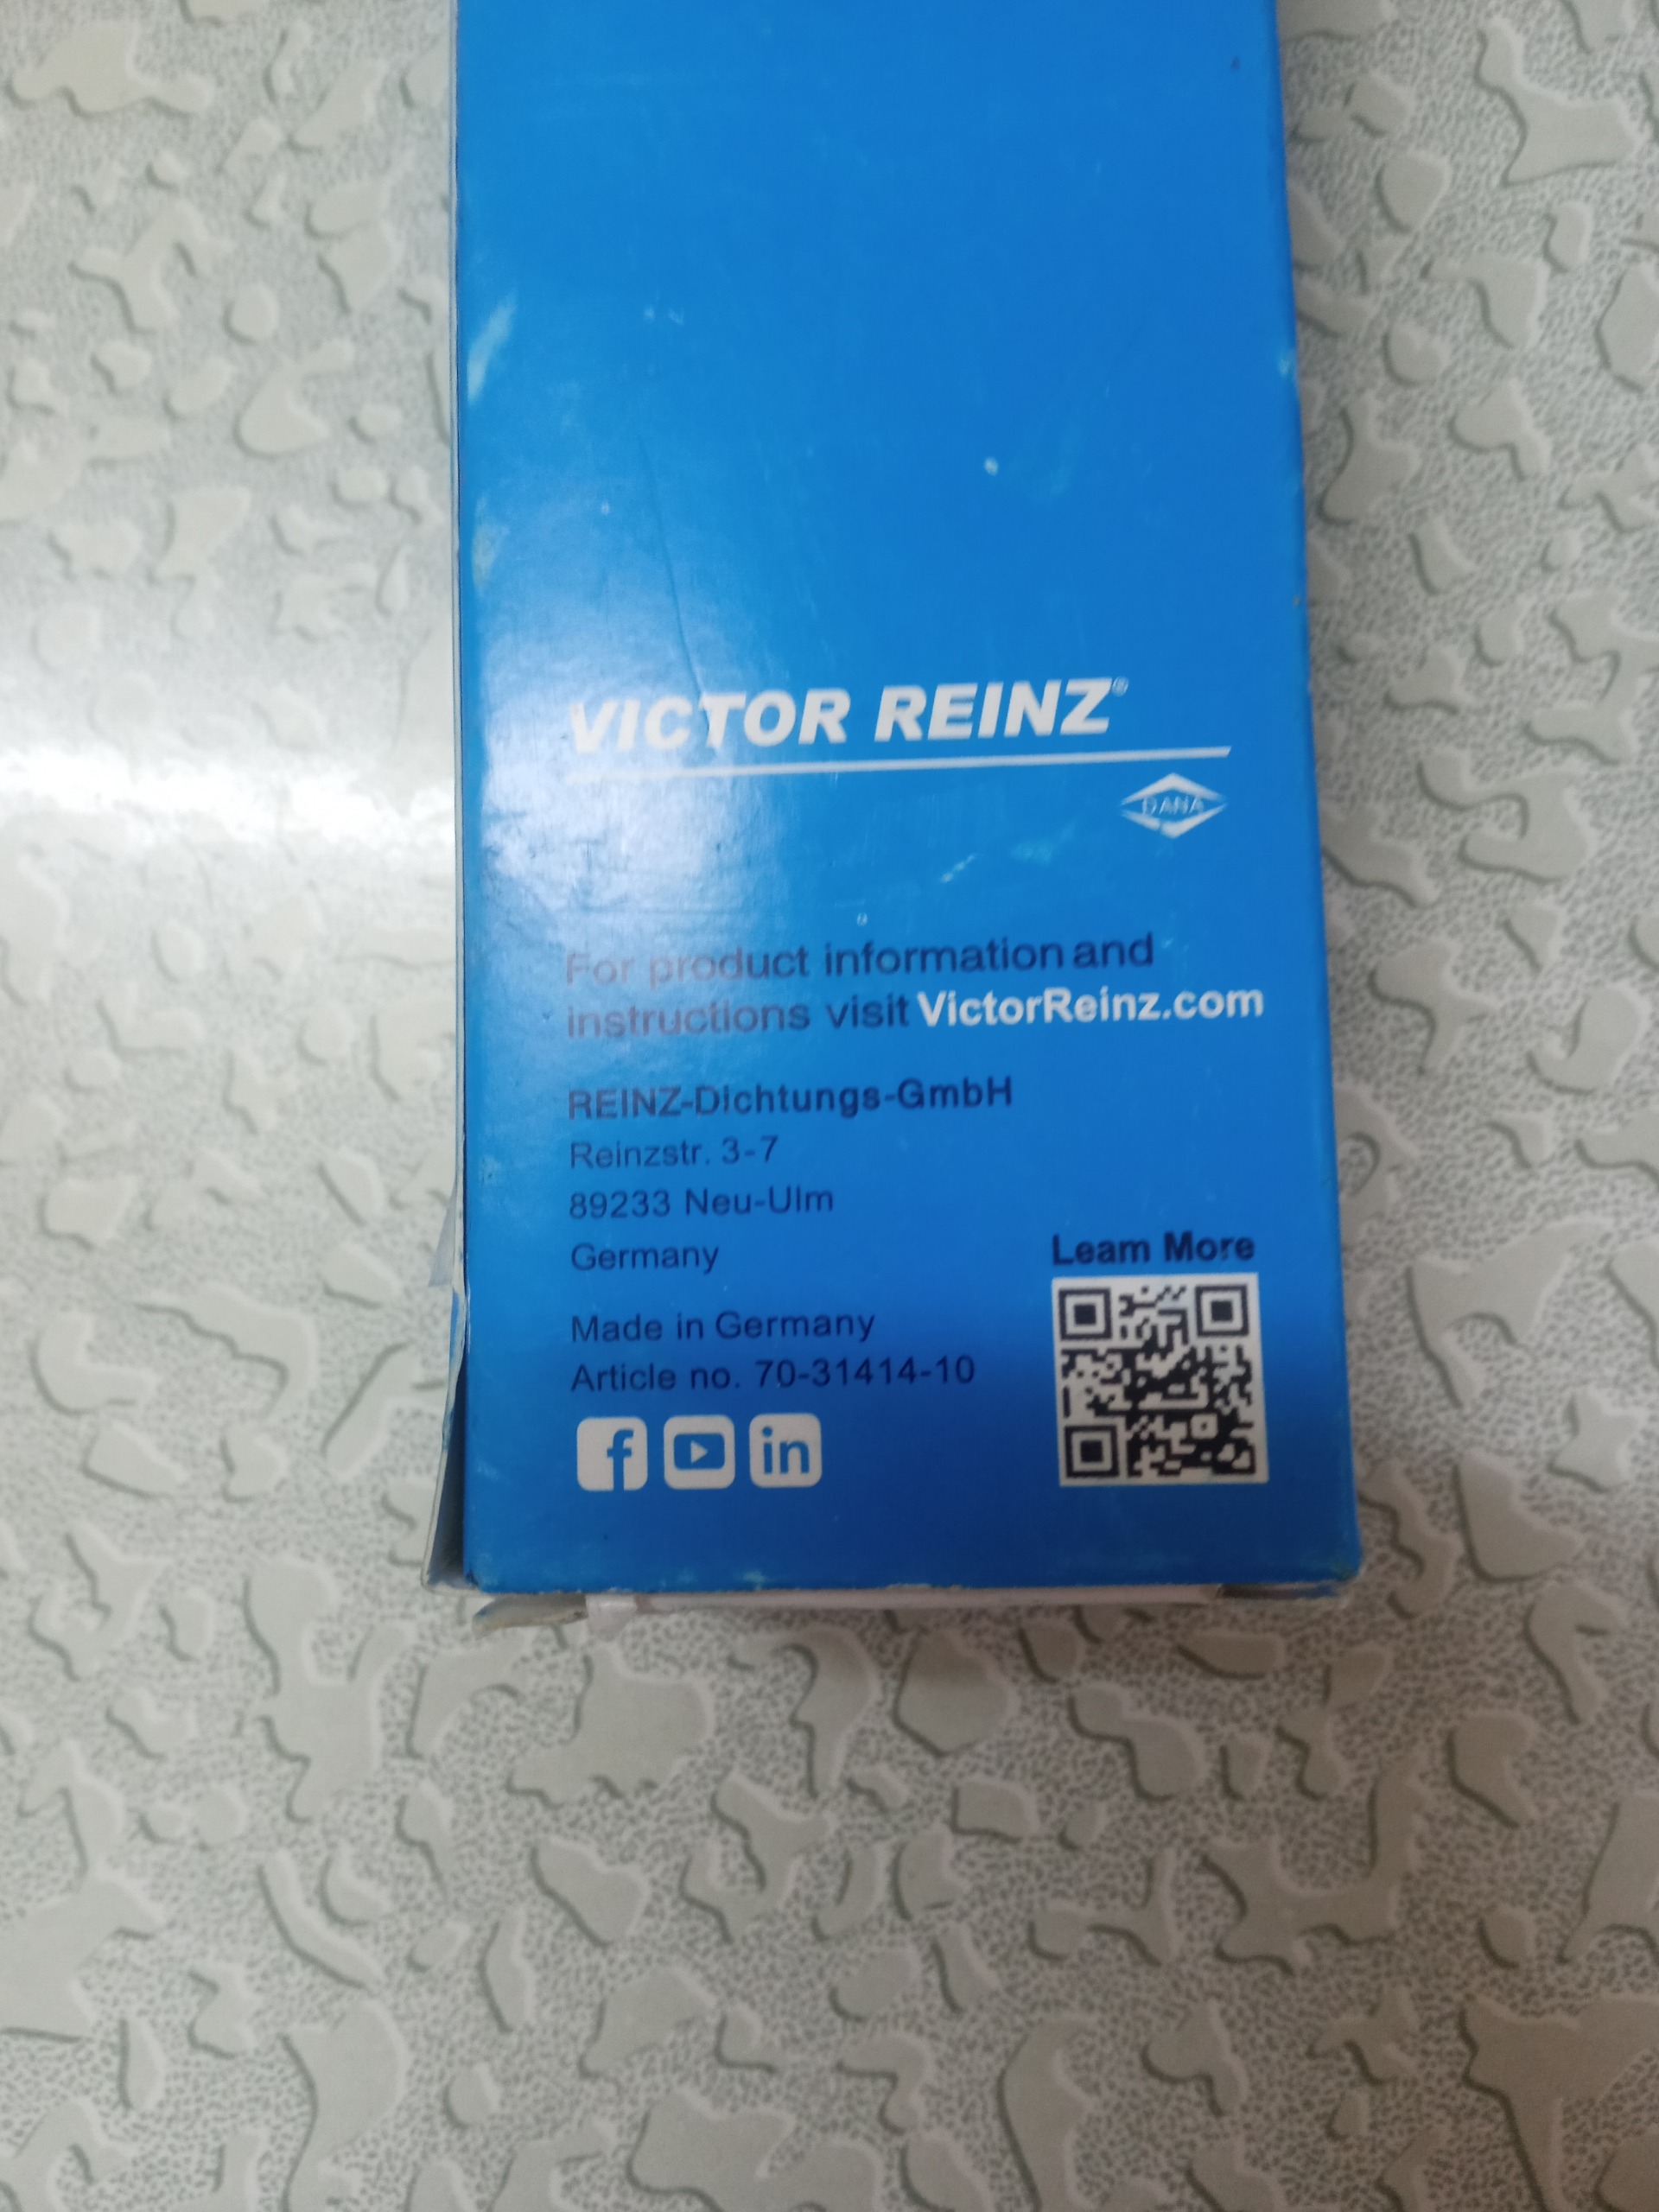 VICTOR REINZ®
DANA
For product information and
instructions visit VictorReinz.com
REINZ-Dichtungs-GmbH
Reinzstr. 3-7
89233 Neu-Ulm
Germany
Learn More
Made in Germany
Article no. 70-31414-10
f
in